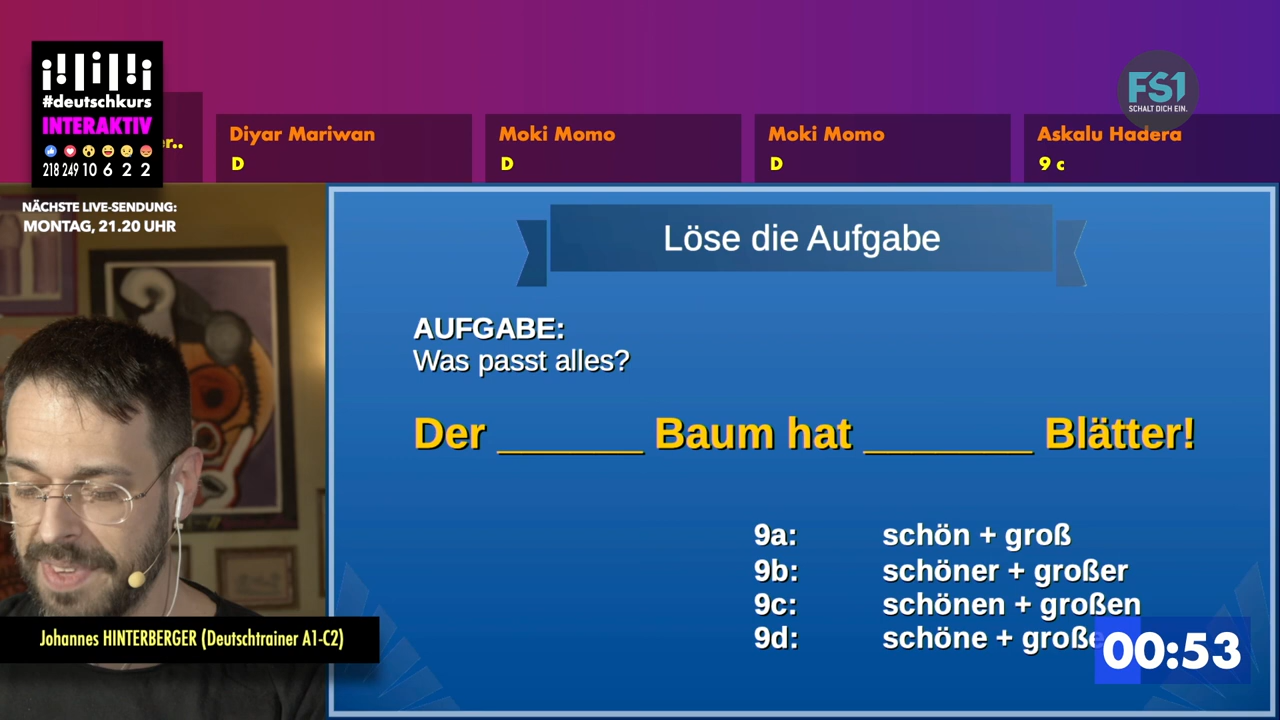 #deutschkurs
INTERAKTIV
218 249 10 6 2 2
er..
Diyar Mariwan
D
Moki Momo
D
Moki Momo
D
Askalu Hadera
9 c
FS1
SCHALT DICH EIN.
NÄCHSTE LIVE-SENDUNG:
MONTAG, 21.20 UHR
Löse die Aufgabe
AUFGABE:
Was passt alles?
Der ______ Baum hat _______ Blätter!
9a: schön + groß
9b: schöner + großer
9c: schönen + großen
9d: schöne + große
00:53
Johannes HINTERBERGER (Deutschtrainer A1-C2)